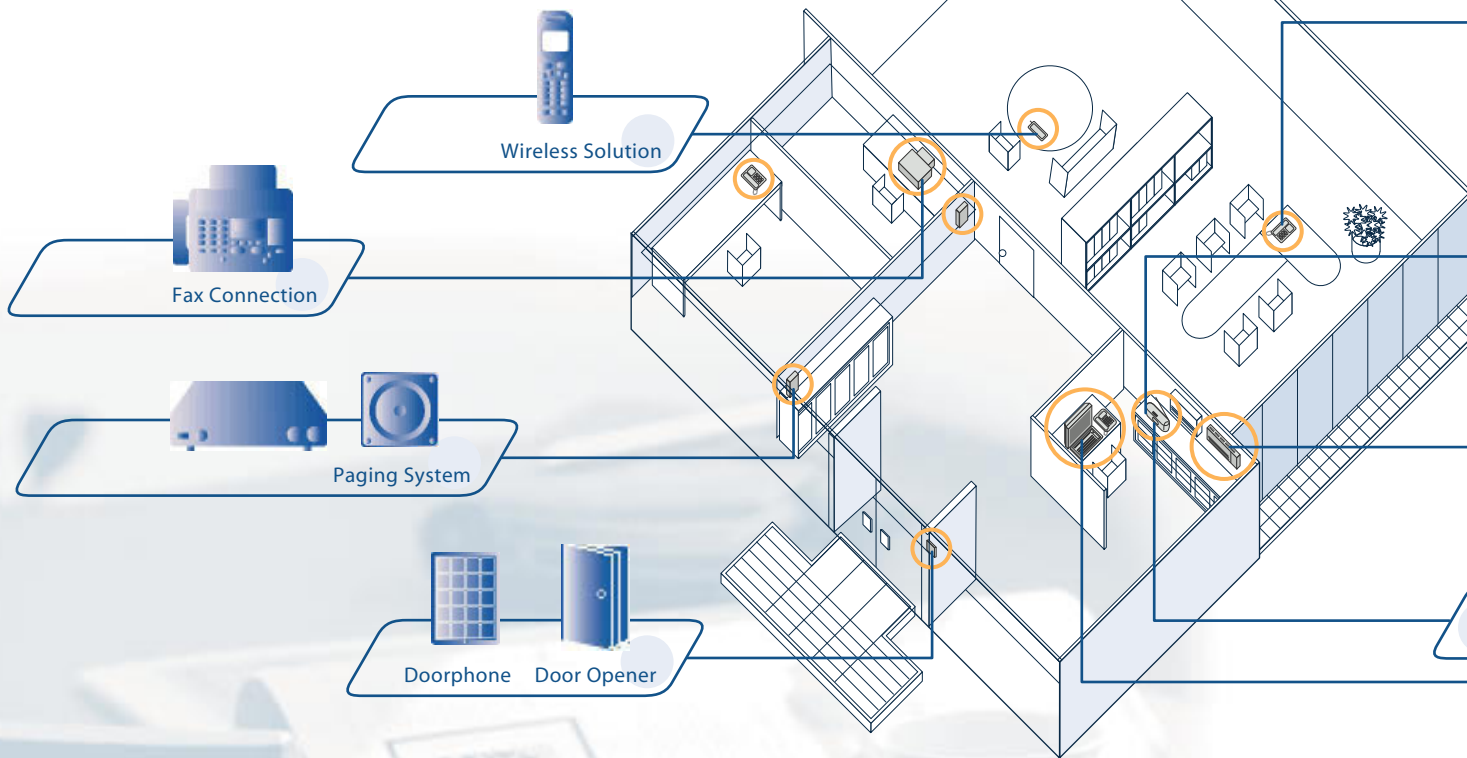 Wireless Solution
Fax Connection
Paging System
Doorphone Door Opener